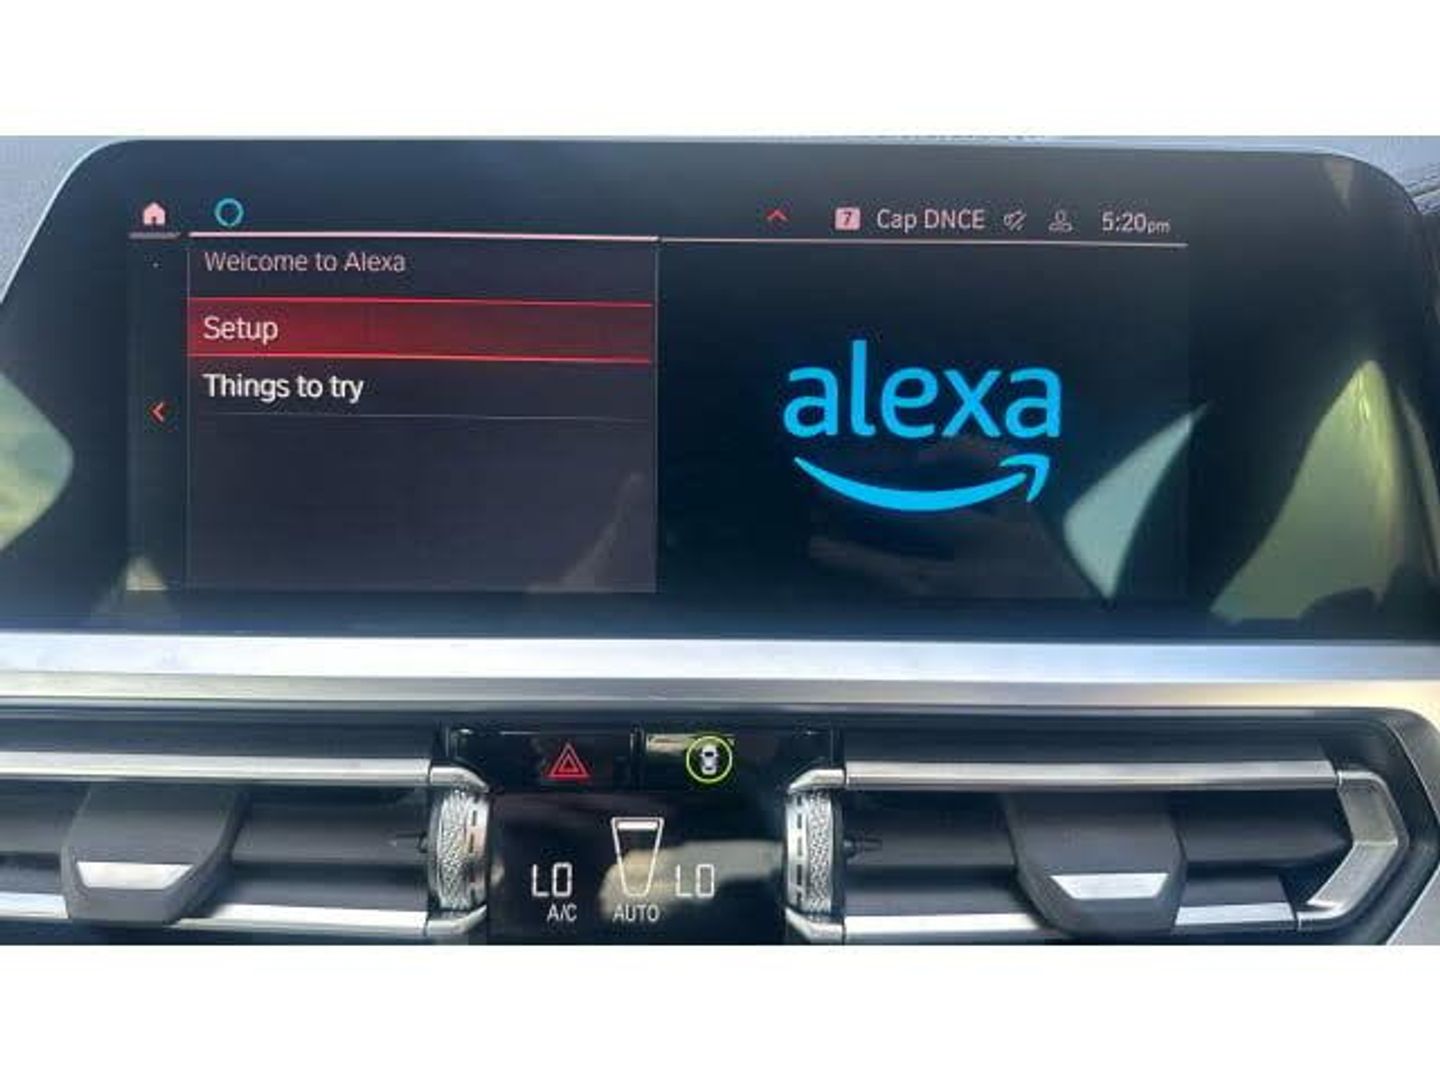 7 Cap DNCE 5:20pm
Welcome to Alexa
Setup
Things to try
alexa
LO LO
A/C AUTO